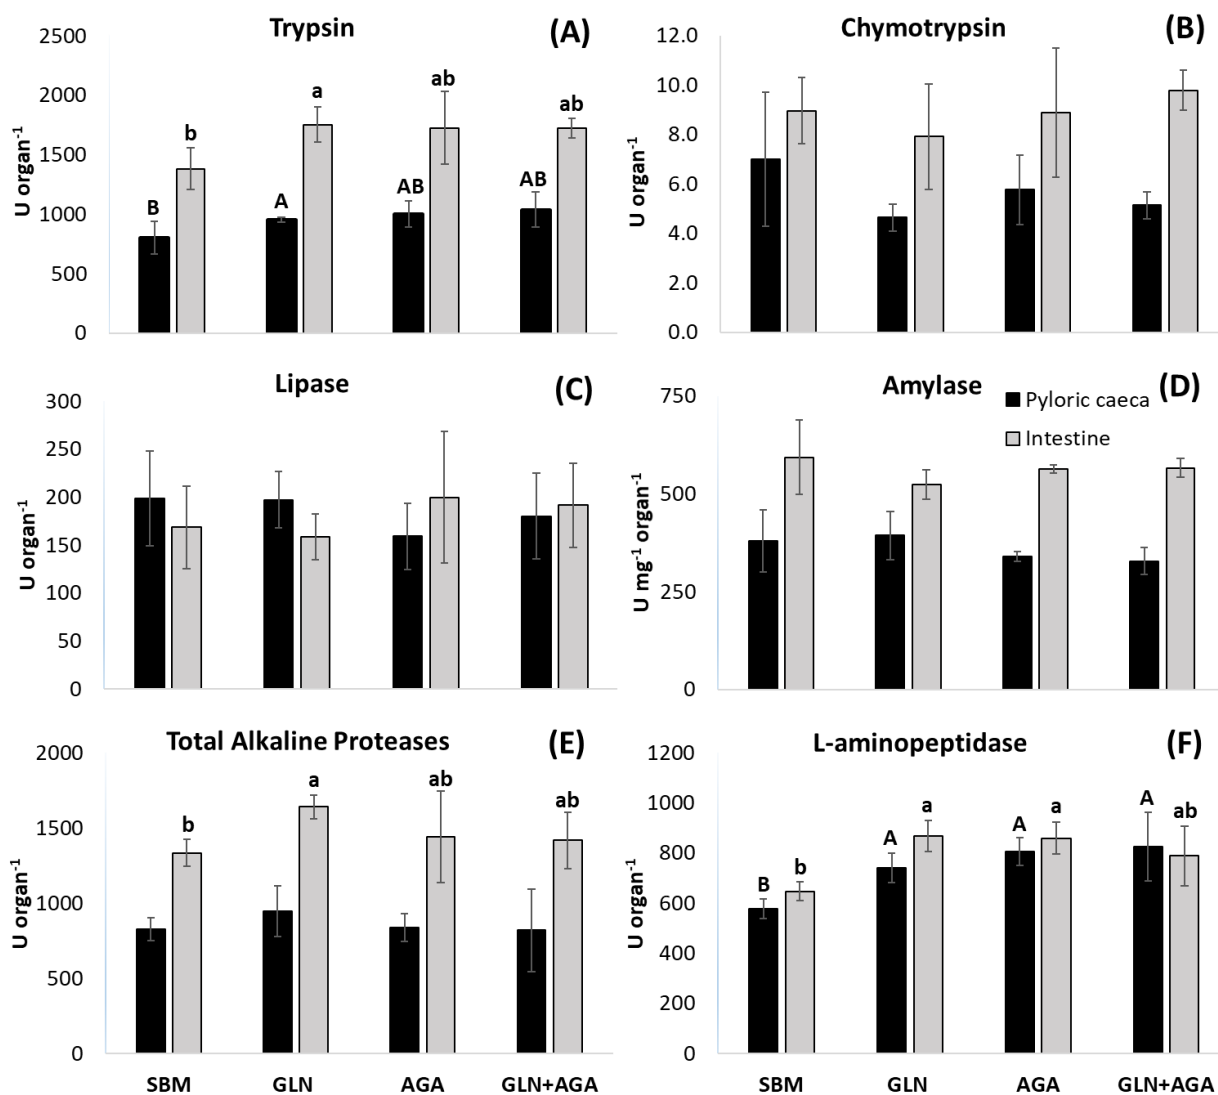 Trypsin (A)
U organ⁻¹
2500
2000
1500
1000
500
0
B b
A a
AB ab
AB ab
Chymotrypsin (B)
U organ⁻¹
12.0
10.0
8.0
6.0
4.0
2.0
0.0
Lipase (C)
U organ⁻¹
300
250
200
150
100
50
0
Amylase (D)
Pyloric caeca
Intestine
U mg⁻¹ organ⁻¹
750
500
250
0
Total Alkaline Proteases (E)
U organ⁻¹
2000
1500
1000
500
0
b
a
ab
ab
SBM GLN AGA GLN+AGA
L-aminopeptidase (F)
U organ⁻¹
1200
1000
800
600
400
200
0
B b
A a
A a
A ab
SBM GLN AGA GLN+AGA